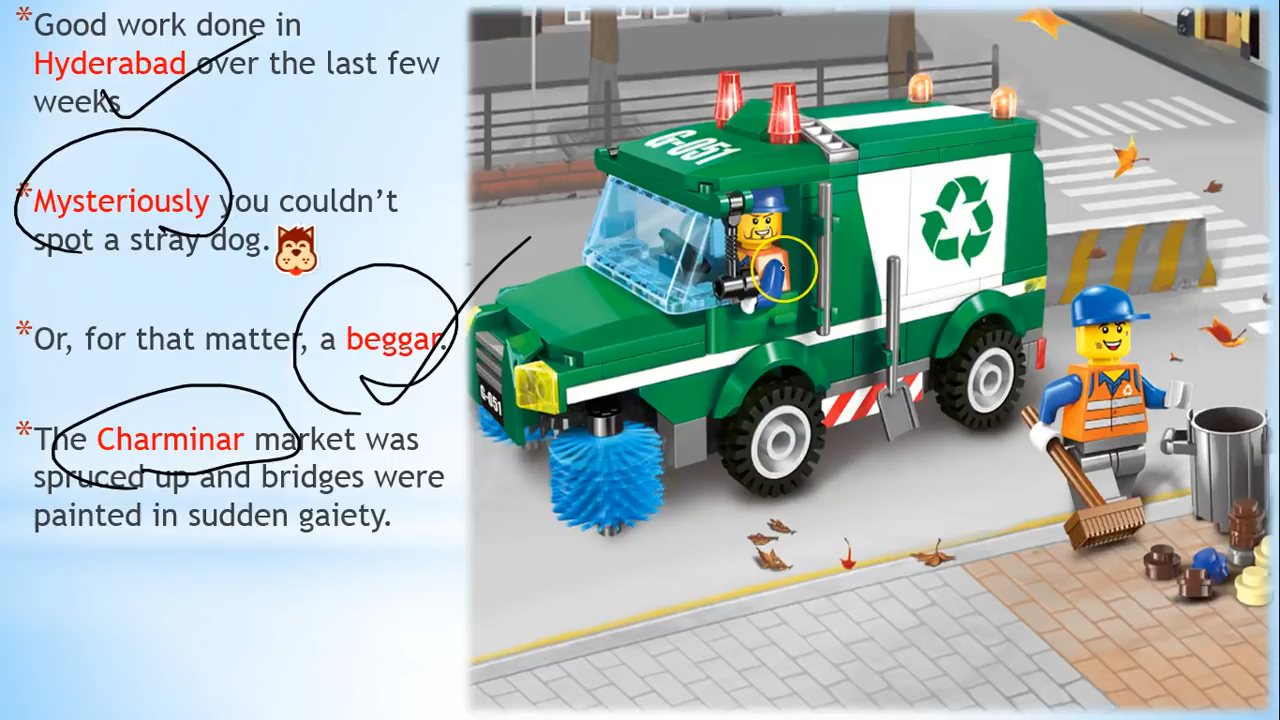 *Good work done in
Hyderabad over the last few
weeks
*Mysteriously you couldn't
spot a stray dog.
*Or, for that matter, a beggar.
*The Charminar market was
spruced up and bridges were
painted in sudden gaiety.
G-051
G-051